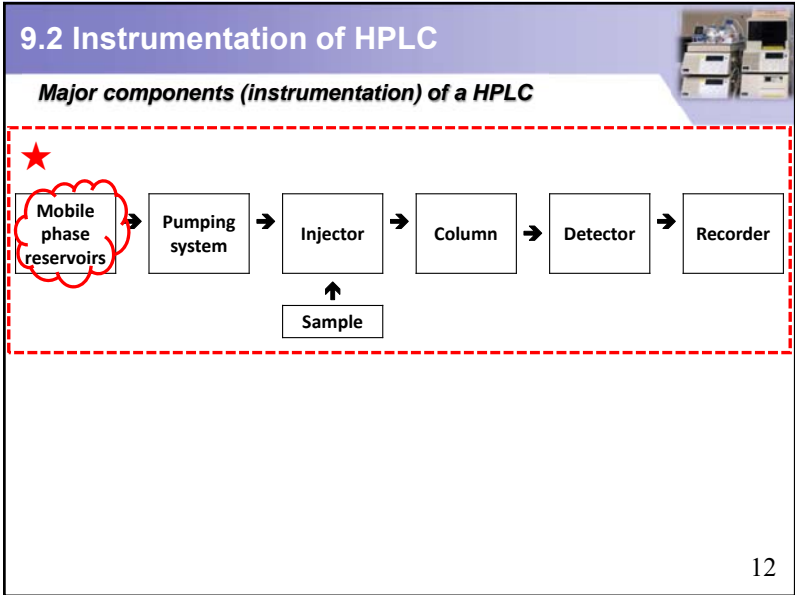 9.2 Instrumentation of HPLC
Major components (instrumentation) of a HPLC
Mobile
phase
reservoirs
Pumping
system
Injector
Column
Detector
Recorder
Sample
12